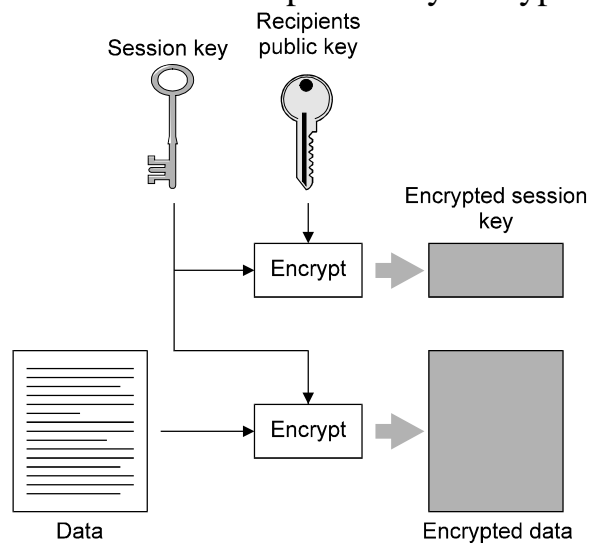 Session key
Recipients
public key
Encrypted session
key
Encrypt
Encrypt
Data
Encrypted data